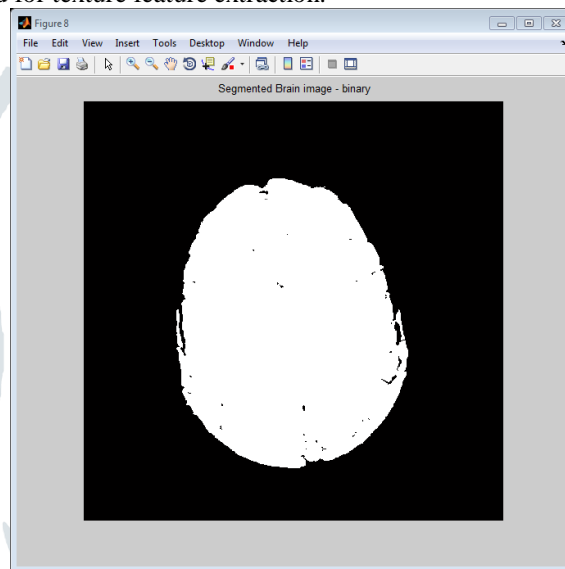 for texture feature extraction.
Figure 8
File Edit View Insert Tools Desktop Window Help
Segmented Brain image - binary